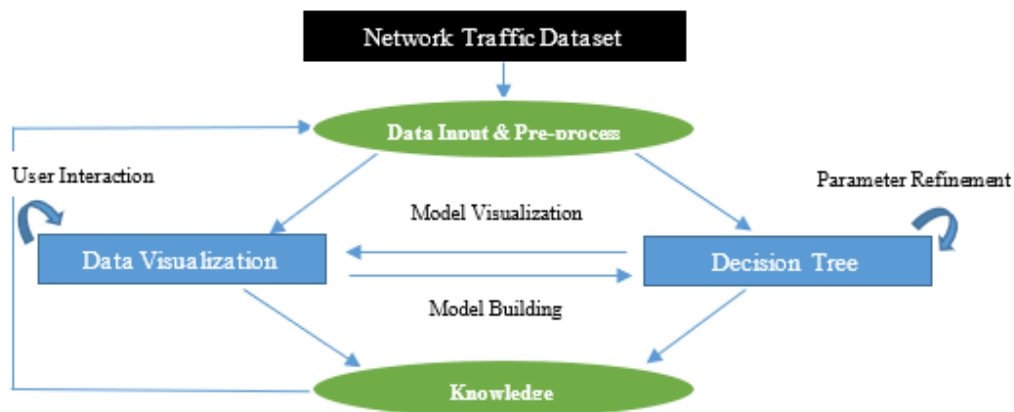 Network Traffic Dataset
Data Input & Pre-process
User Interaction
Parameter Refinement
Model Visualization
Data Visualization
Decision Tree
Model Building
Knowledge